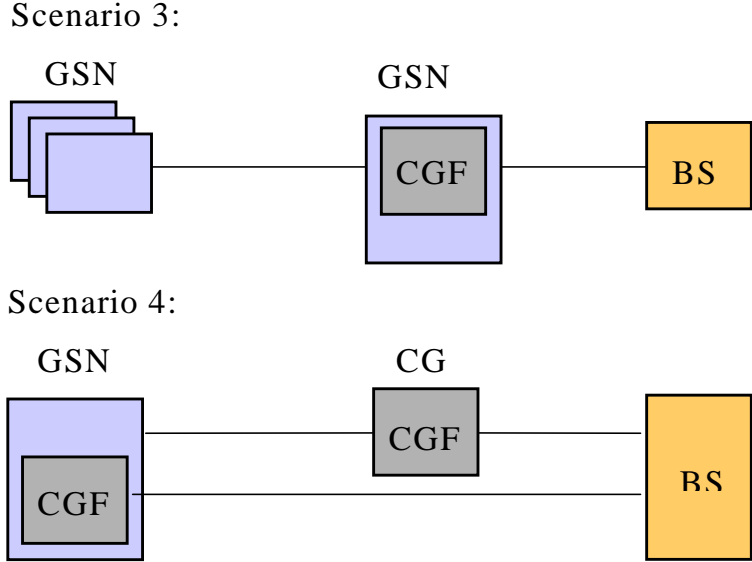 Scenario 3:
GSN
GSN
CGF
BS
Scenario 4:
GSN
CG
CGF
CGF
BS